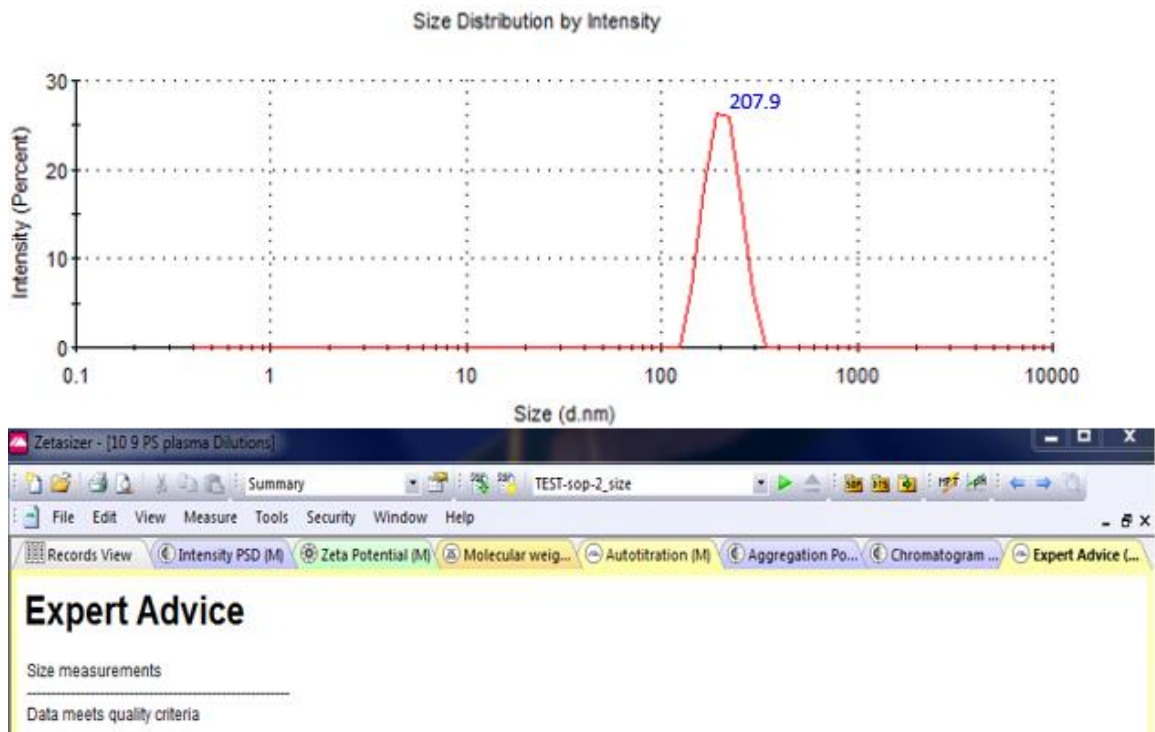 Size Distribution by Intensity
30
207.9
20
10
0
Intensity (Percent)
0.1 1 10 100 1000 10000
Size (d.nm)
Zetasizer - [10 9 PS plasma Dilutions]
Summary TEST-sop-2_size
File Edit View Measure Tools Security Window Help
Records View Intensity PSD (M) Zeta Potential (M) Molecular weig... Autotitration (M) Aggregation Po... Chromatogram ... Expert Advice (...
Expert Advice
Size measurements
Data meets quality criteria